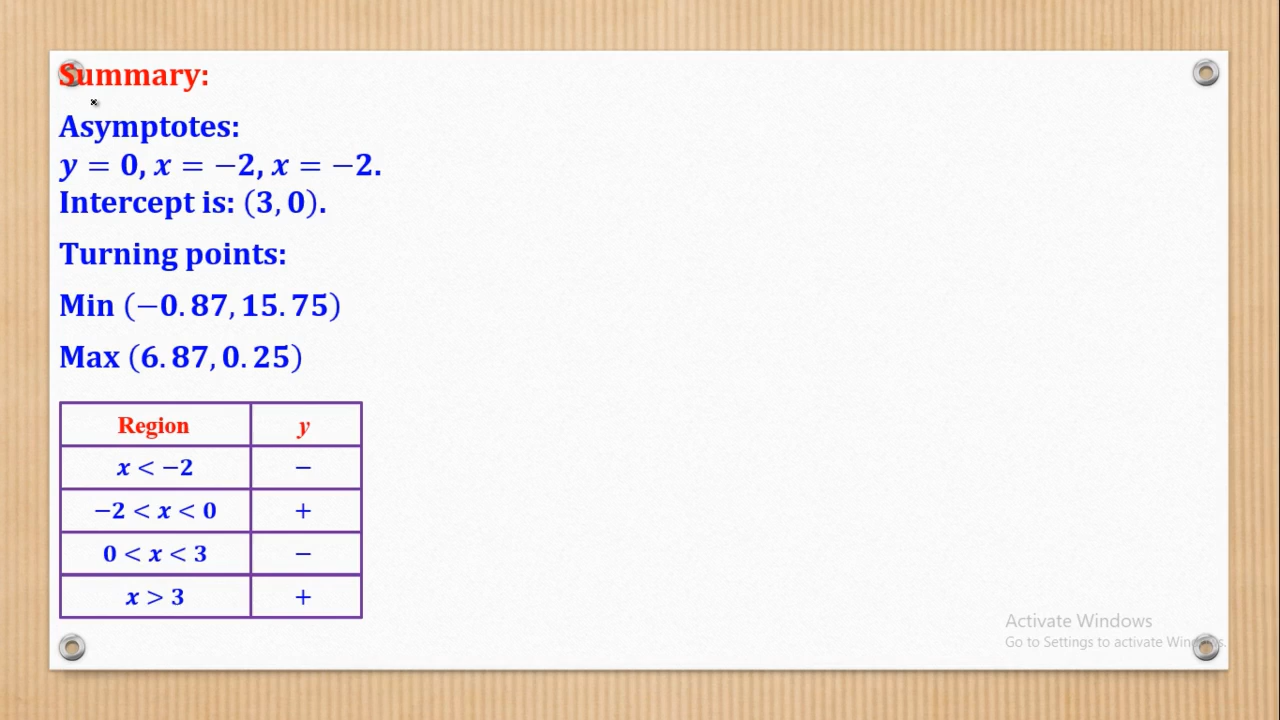 Summary:
Asymptotes:
y = 0, x = −2, x = −2.
Intercept is: (3, 0).
Turning points:
Min (−0.87, 15.75)
Max (6.87, 0.25)
Region y
x < −2 −
−2 < x < 0 +
0 < x < 3 −
x > 3 +
Activate Windows
Go to Settings to activate Windows.